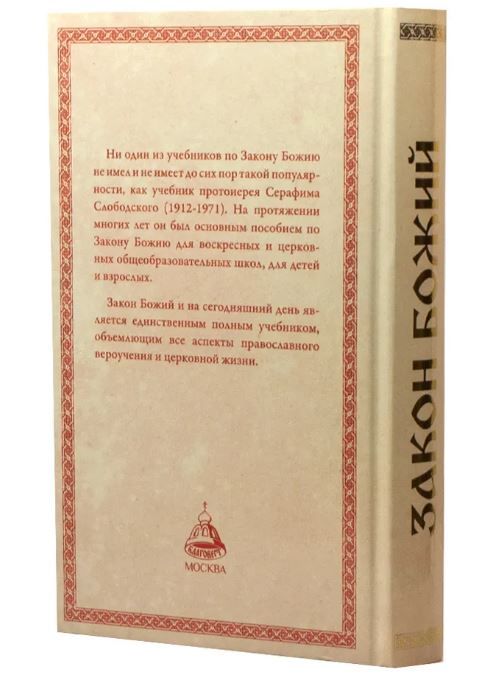 Ни один из учебников по Закону Божию
не имел и не имеет до сих пор такой популяр-
ности, как учебник протоиерея Серафима
Слободского (1912-1971). На протяжении
многих лет он был основным пособием по
Закону Божию для воскресных и церков-
ных общеобразовательных школ, для детей
и взрослых.
Закон Божий и на сегодняшний день яв-
ляется единственным полным учебником,
объемлющим все аспекты православного
вероучения и церковной жизни.
БЛАГОВЕСТ
МОСКВА
ЗАКОН БОЖИЙ